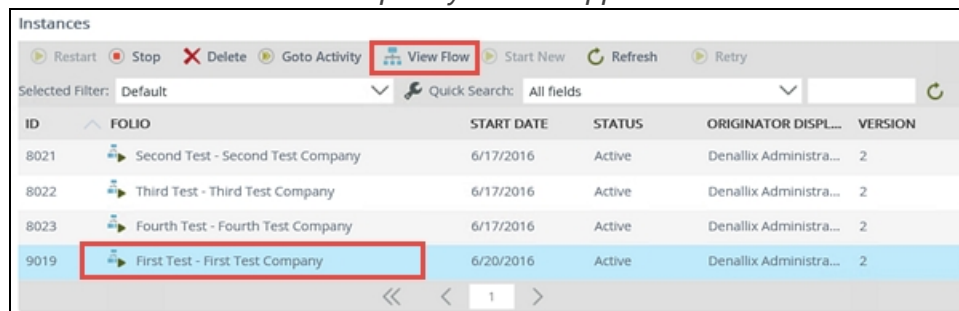 Instances
Restart Stop Delete Goto Activity View Flow Start New Refresh Retry
Selected Filter: Default Quick Search: All fields
ID FOLIO START DATE STATUS ORIGINATOR DISPL... VERSION
8021 Second Test - Second Test Company 6/17/2016 Active Denallix Administra... 2
8022 Third Test - Third Test Company 6/17/2016 Active Denallix Administra... 2
8023 Fourth Test - Fourth Test Company 6/17/2016 Active Denallix Administra... 2
9019 First Test - First Test Company 6/20/2016 Active Denallix Administra... 2
1